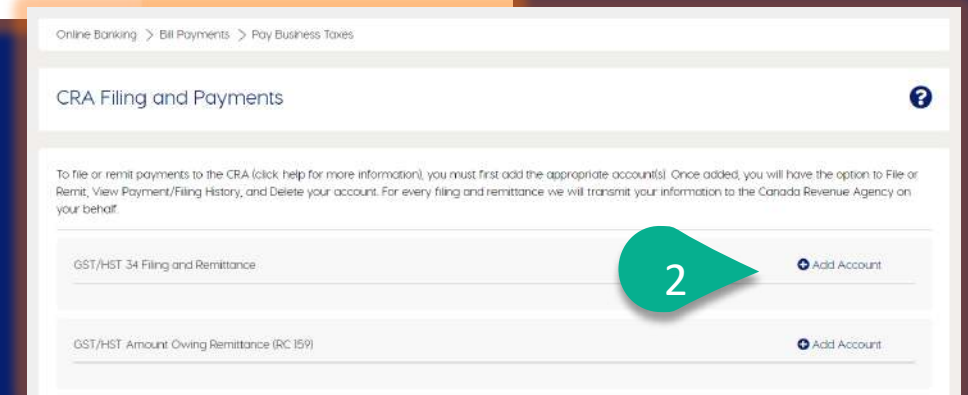 Online Banking > Bill Payments > Pay Business Taxes
CRA Filing and Payments
?
To file or remit payments to the CRA (click help for more information), you must first add the appropriate account(s). Once added, you will have the option to File or
Remit, View Payment/Filing History, and Delete your account. For every filing and remittance we will transmit your information to the Canada Revenue Agency on
your behalf.
GST/HST 34 Filing and Remittance
2
Add Account
GST/HST Amount Owing Remittance (RC 159)
Add Account